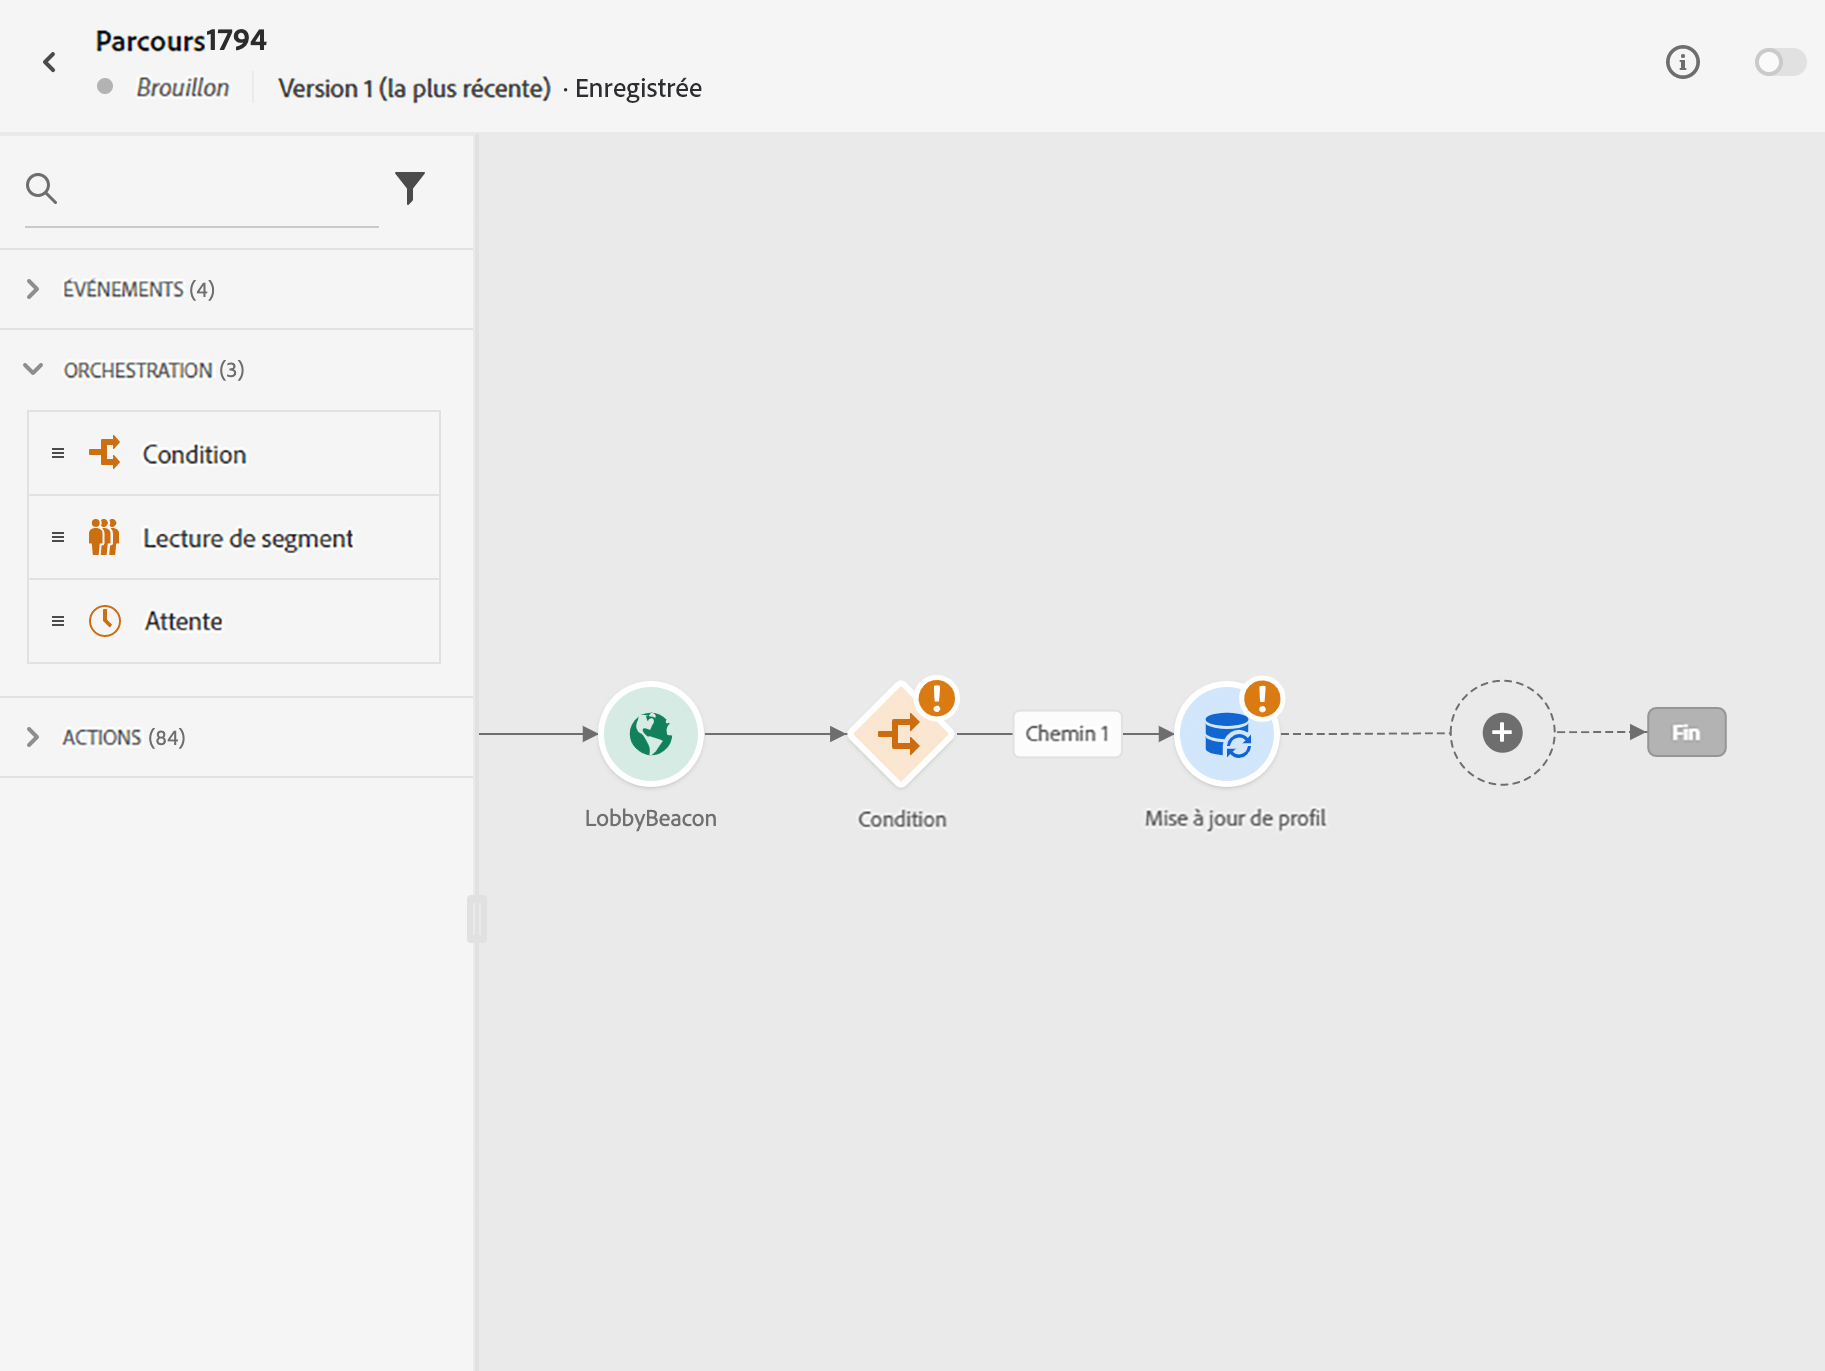 Parcours1794
Brouillon
Version 1 (la plus récente) · Enregistrée
ÉVÉNEMENTS (4)
ORCHESTRATION (3)
Condition
Lecture de segment
Attente
ACTIONS (84)
Chemin 1
Fin
LobbyBeacon
Condition
Mise à jour de profil